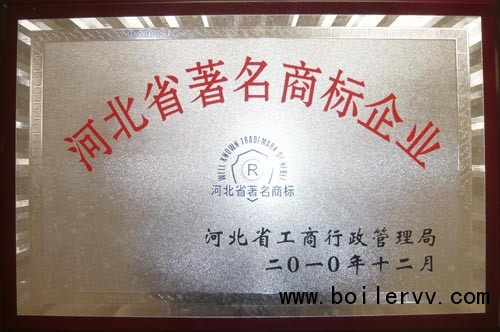 河北省著名商标企业
WELL-KNOWN TRADEMARK OF HEBEI
R
河北省著名商标
河北省工商行政管理局
二〇一〇年十二月
www.boilervv.com